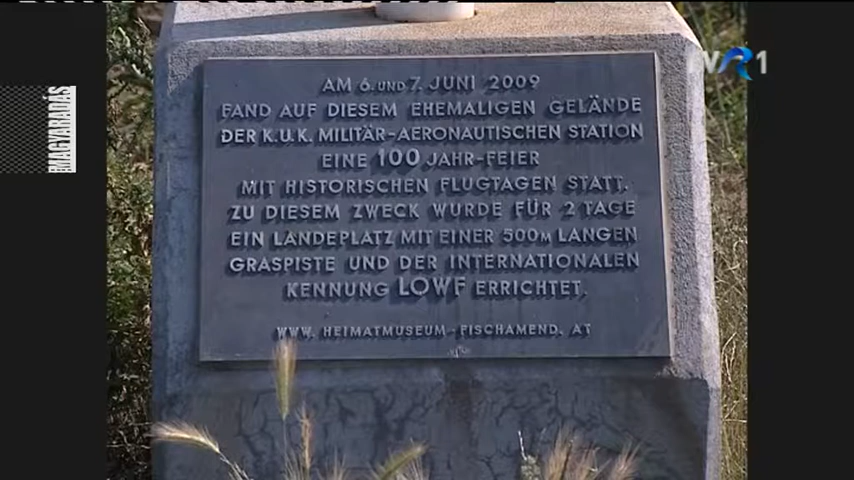 MAGYARADÁS
TVR1
AM 6. UND 7. JUNI 2009
FAND AUF DIESEM EHEMALIGEN GELÄNDE
DER K.U.K. MILITÄR-AERONAUTISCHEN STATION
EINE 100 JAHR-FEIER
MIT HISTORISCHEN FLUGTAGEN STATT.
ZU DIESEM ZWECK WURDE FÜR 2 TAGE
EIN LANDEPLATZ MIT EINER 500M LANGEN
GRASPISTE UND DER INTERNATIONALEN
KENNUNG LOWF ERRICHTET.
WWW. HEIMATMUSEUM-FISCHAMEND. AT